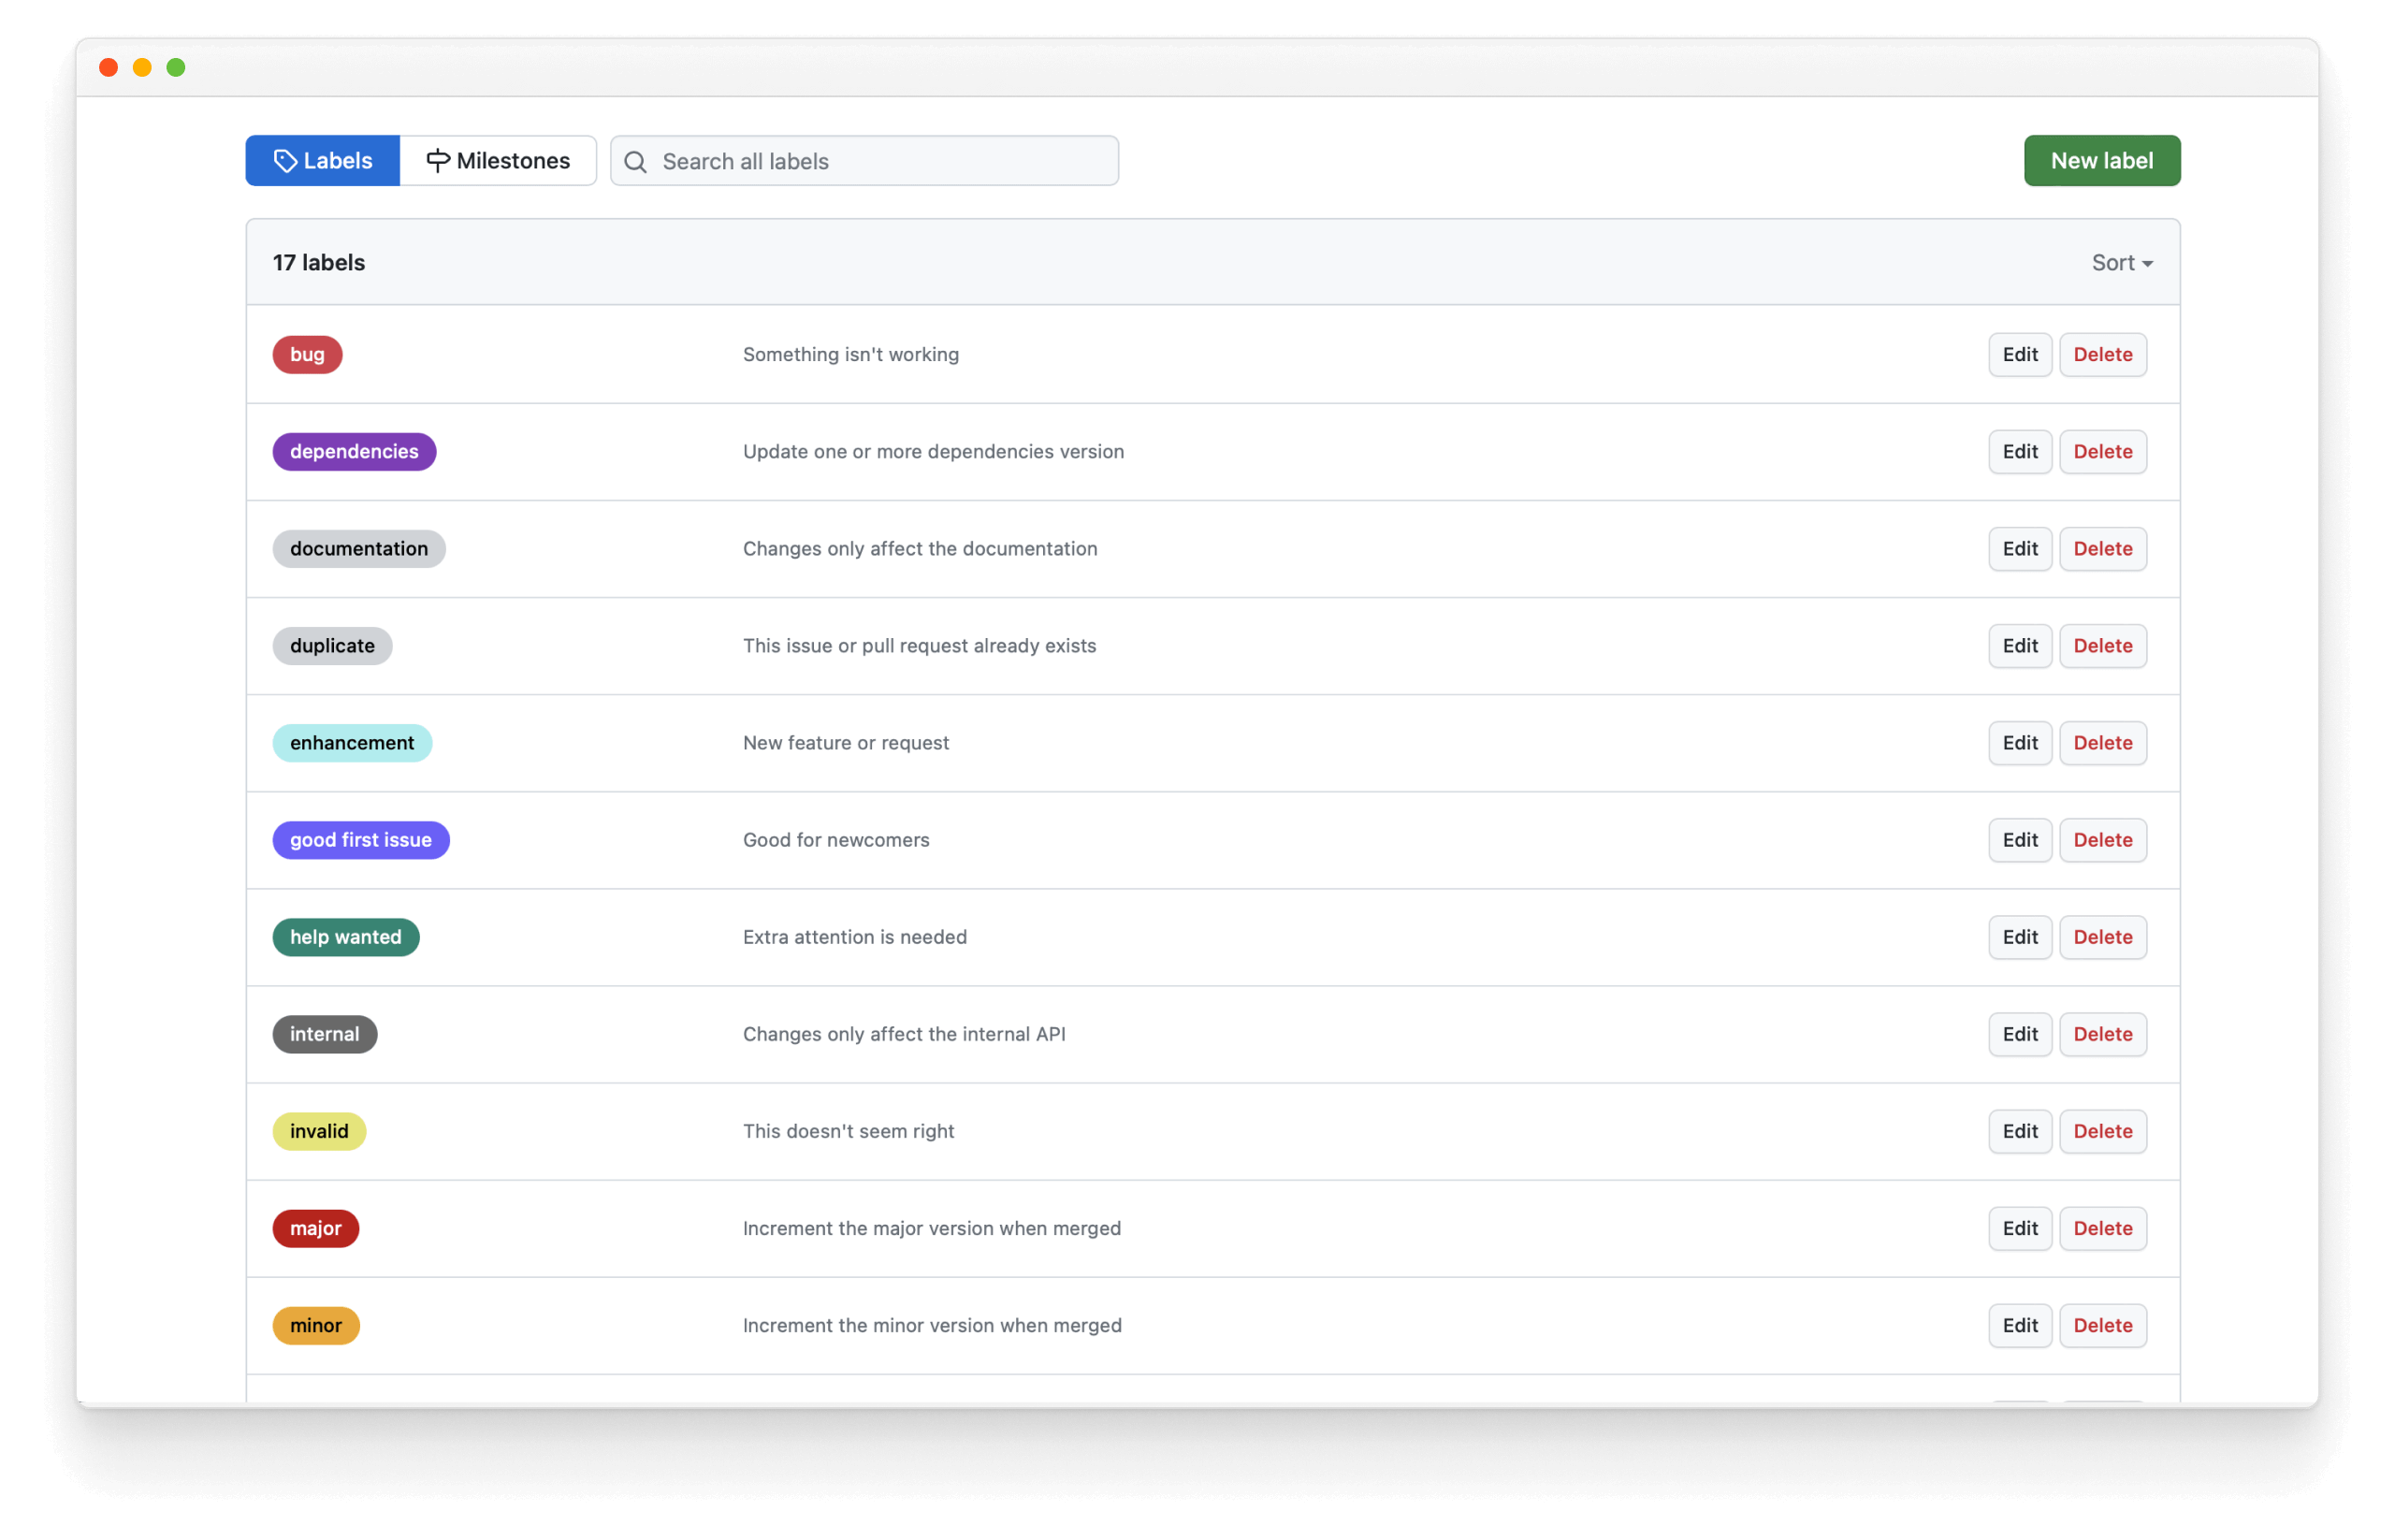 Labels Milestones Search all labels New label
17 labels Sort
bug Something isn't working Edit Delete
dependencies Update one or more dependencies version Edit Delete
documentation Changes only affect the documentation Edit Delete
duplicate This issue or pull request already exists Edit Delete
enhancement New feature or request Edit Delete
good first issue Good for newcomers Edit Delete
help wanted Extra attention is needed Edit Delete
internal Changes only affect the internal API Edit Delete
invalid This doesn't seem right Edit Delete
major Increment the major version when merged Edit Delete
minor Increment the minor version when merged Edit Delete